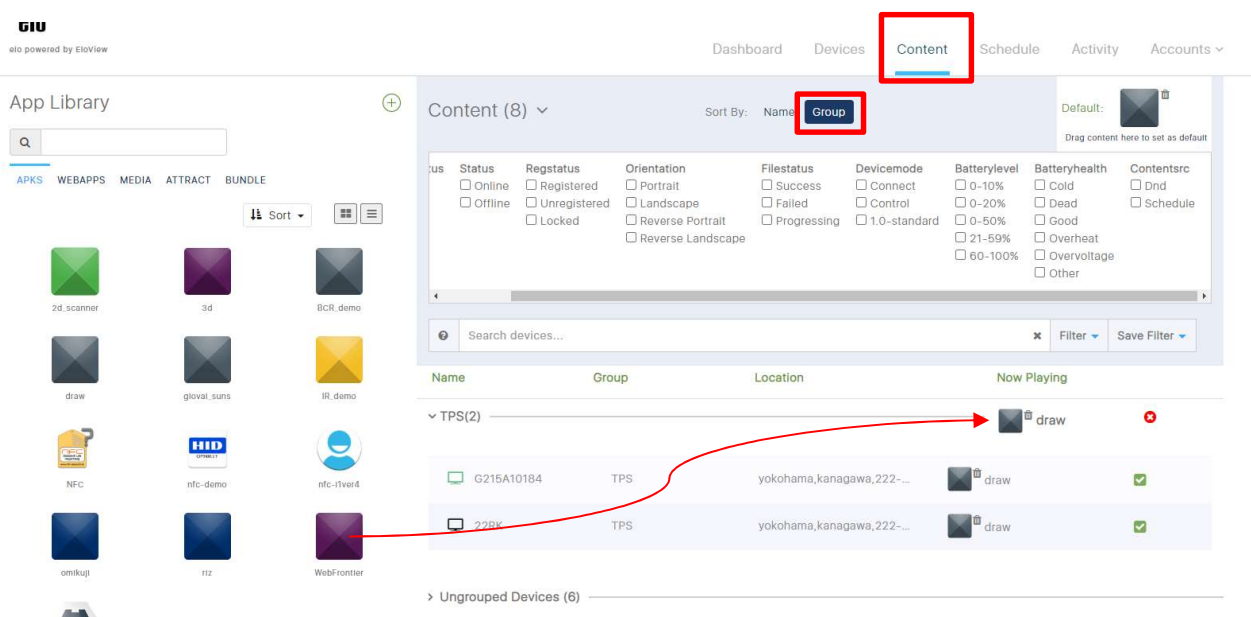 GIU
elo powered by EloView
Dashboard Devices Content Schedule Activity Accounts
App Library
APKS WEBAPPS MEDIA ATTRACT BUNDLE
Sort
2d_scanner 3d BCR_demo
draw gioval_suns IR_demo
NFC nfc-demo nfc-i1ver4
HID
omikuji riz WebFrontier
Content (8)
Sort By: Name Group
Default:
Drag content here to set as default
tus Status Regstatus Orientation Filestatus Devicemode Batterylevel Batteryhealth Contentsrc
Online Registered Portrait Success Connect 0-10% Cold Dnd
Offline Unregistered Landscape Failed Control 0-20% Dead Schedule
Locked Reverse Portrait Progressing 1.0-standard 0-50% Good
Reverse Landscape 21-59% Overheat
60-100% Overvoltage
Other
Search devices... Filter Save Filter
Name Group Location Now Playing
TPS(2) draw
G215A10184 TPS yokohama,kanagawa,222-... draw
22RK TPS yokohama,kanagawa,222-... draw
Ungrouped Devices (6)